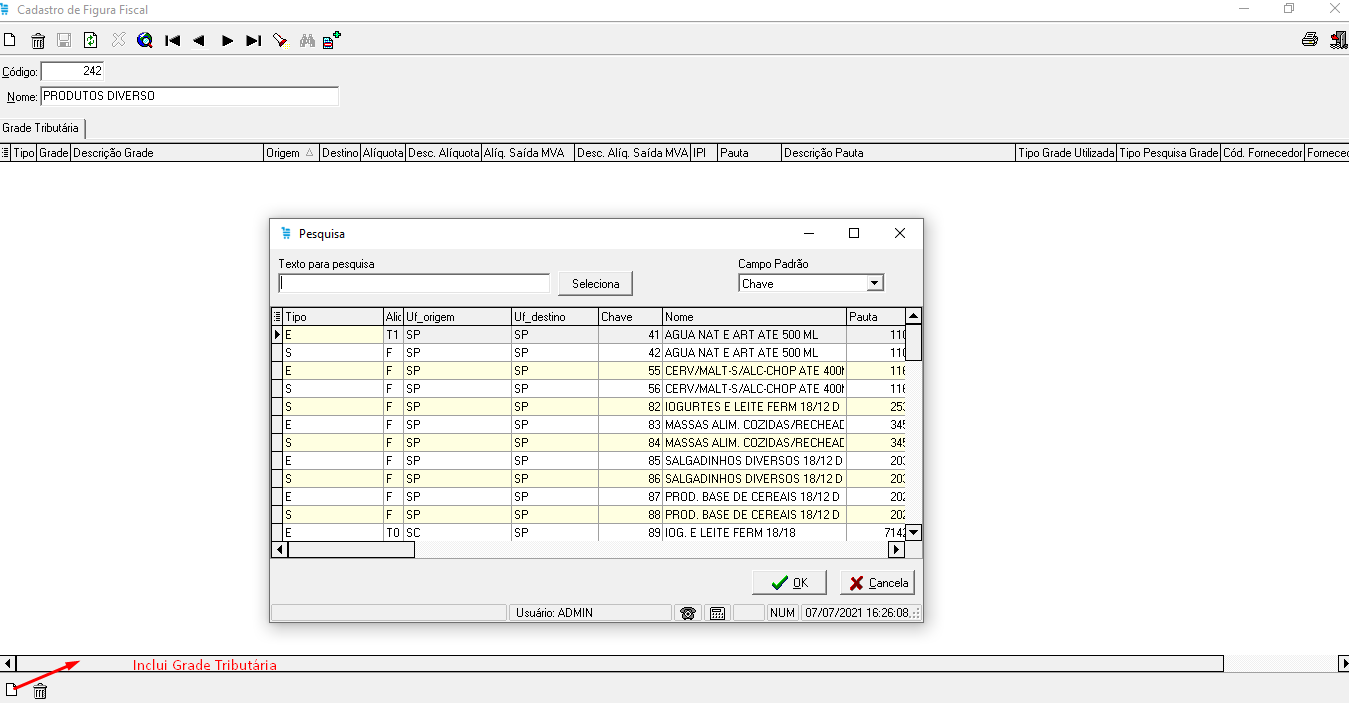 Cadastro de Figura Fiscal
Código: 242
Nome: PRODUTOS DIVERSO
Grade Tributária
Tipo Grade Descrição Grade Origem Destino Alíquota Desc. Alíquota Alíq. Saída MVA Desc. Alíq. Saída MVA IPI Pauta Descrição Pauta Tipo Grade Utilizada Tipo Pesquisa Grade Cód. Fornecedor Fornece
Pesquisa
Texto para pesquisa Campo Padrão
Seleciona Chave
Tipo Alic Uf_origem Uf_destino Chave Nome Pauta
E T1 SP SP 41 AGUA NAT E ART ATE 500 ML 110
S F SP SP 42 AGUA NAT E ART ATE 500 ML 110
E F SP SP 55 CERV/MALT-S/ALC-CHOP ATE 400 116
S F SP SP 56 CERV/MALT-S/ALC-CHOP ATE 400 116
S F SP SP 82 IOGURTES E LEITE FERM 18/12 D 253
E F SP SP 83 MASSAS ALIM. COZIDAS/RECHEAD 345
S F SP SP 84 MASSAS ALIM. COZIDAS/RECHEAD 345
E F SP SP 85 SALGADINHOS DIVERSOS 18/12 D 203
S F SP SP 86 SALGADINHOS DIVERSOS 18/12 D 203
E F SP SP 87 PROD. BASE DE CEREAIS 18/12 D 202
S F SP SP 88 PROD. BASE DE CEREAIS 18/12 D 202
E T0 SC SP 89 IOG. E LEITE FERM 18/18 7142
OK Cancela
Usuário: ADMIN NUM 07/07/2021 16:26:08
Inclui Grade Tributária